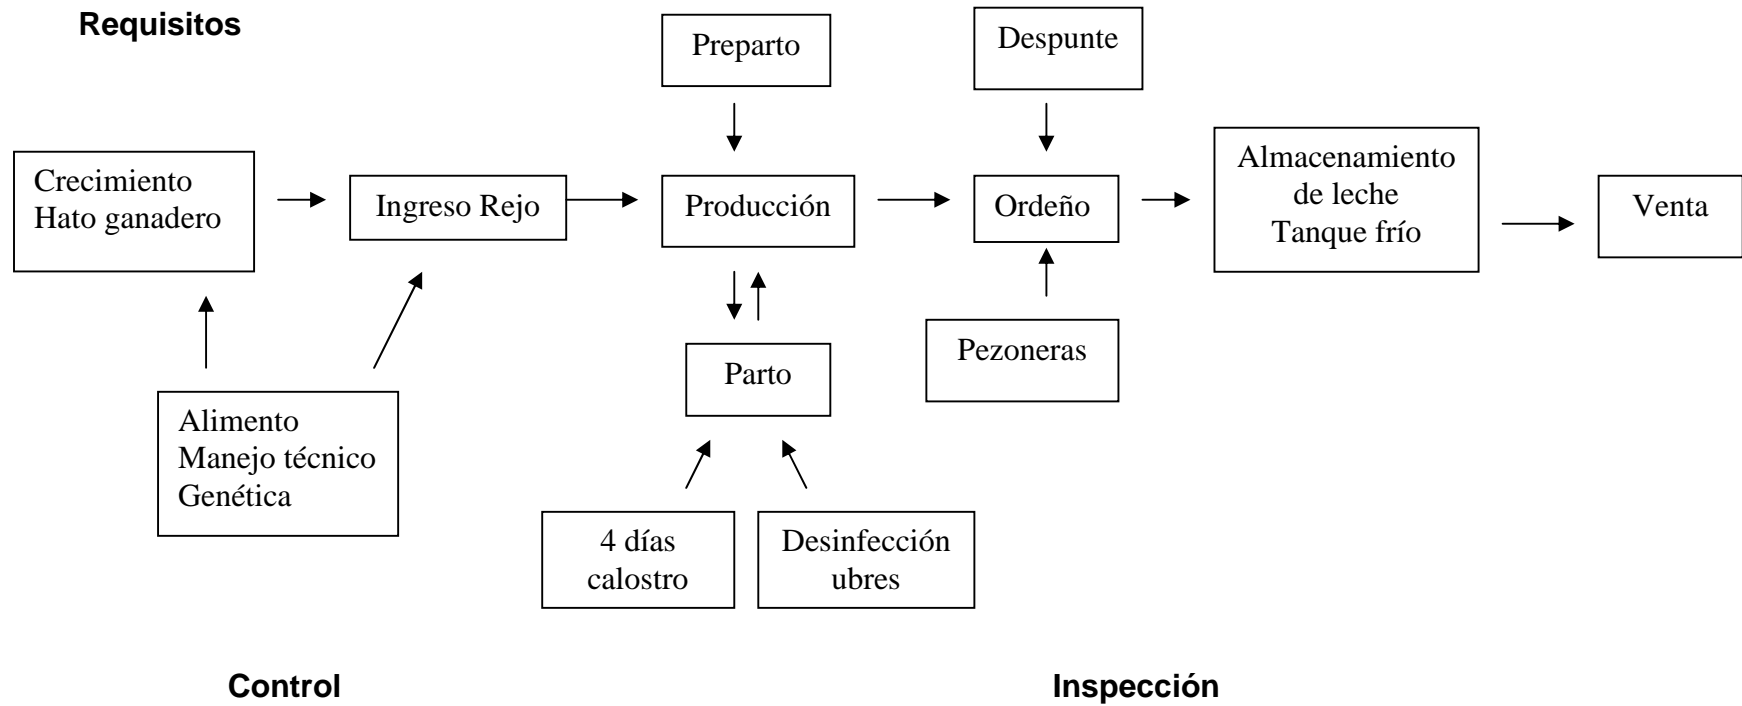 Requisitos
Preparto
Despunte
Crecimiento
Hato ganadero
Ingreso Rejo
Producción
Ordeño
Almacenamiento
de leche
Tanque frío
Venta
Parto
Pezoneras
Alimento
Manejo técnico
Genética
4 días
calostro
Desinfección
ubres
Control
Inspección